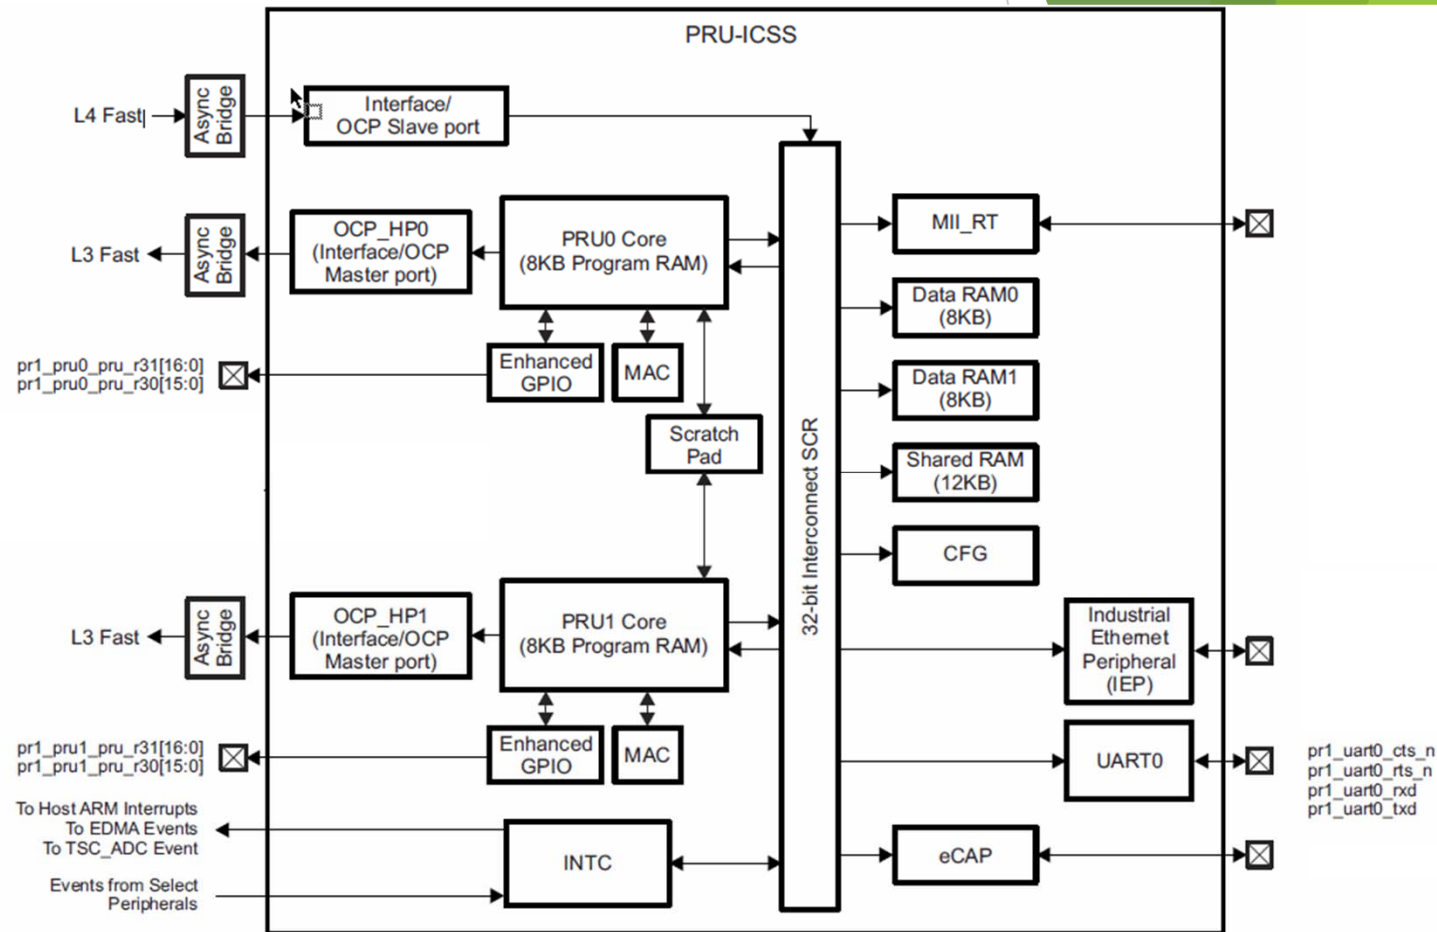 PRU-ICSS
L4 Fast
Async
Bridge
Interface/
OCP Slave port
L3 Fast
Async
Bridge
OCP_HP0
(Interface/OCP
Master port)
PRU0 Core
(8KB Program RAM)
MII_RT
Data RAM0
(8KB)
pr1_pru0_pru_r31[16:0]
pr1_pru0_pru_r30[15:0]
Enhanced
GPIO
MAC
Data RAM1
(8KB)
Scratch
Pad
32-bit Interconnect SCR
Shared RAM
(12KB)
CFG
L3 Fast
Async
Bridge
OCP_HP1
(Interface/OCP
Master port)
PRU1 Core
(8KB Program RAM)
Industrial
Ethernet
Peripheral
(IEP)
pr1_pru1_pru_r31[16:0]
pr1_pru1_pru_r30[15:0]
Enhanced
GPIO
MAC
UART0
pr1_uart0_cts_n
pr1_uart0_rts_n
pr1_uart0_rxd
pr1_uart0_txd
To Host ARM Interrupts
To EDMA Events
To TSC_ADC Event
Events from Select
Peripherals
INTC
eCAP